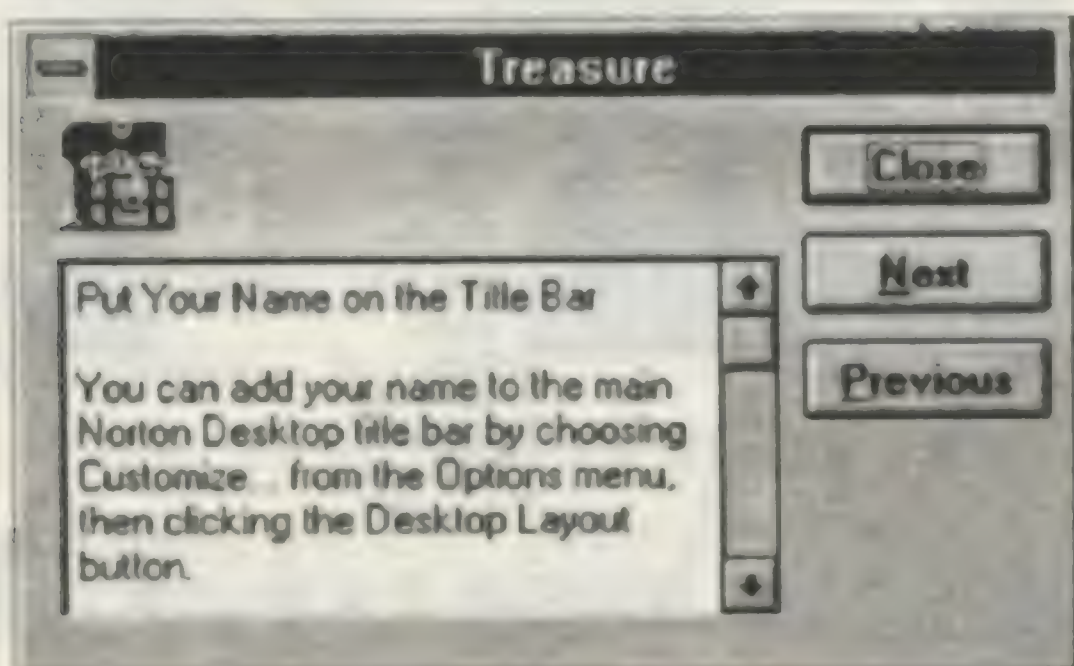 Treasure
Close
Next
Previous
Put Your Name on the Title Bar
You can add your name to the main
Norton Desktop title bar by choosing
Customize... from the Options menu,
then clicking the Desktop Layout
button.